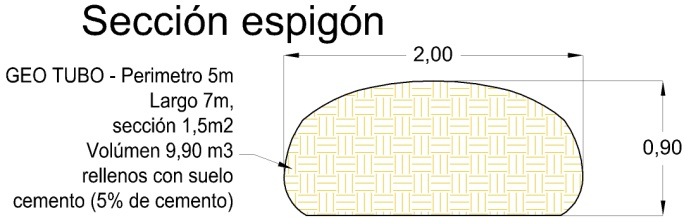 Sección espigón
2,00
GEO TUBO - Perimetro 5m
Largo 7m,
sección 1,5m2
Volúmen 9,90 m3
rellenos con suelo
cemento (5% de cemento)
0,90